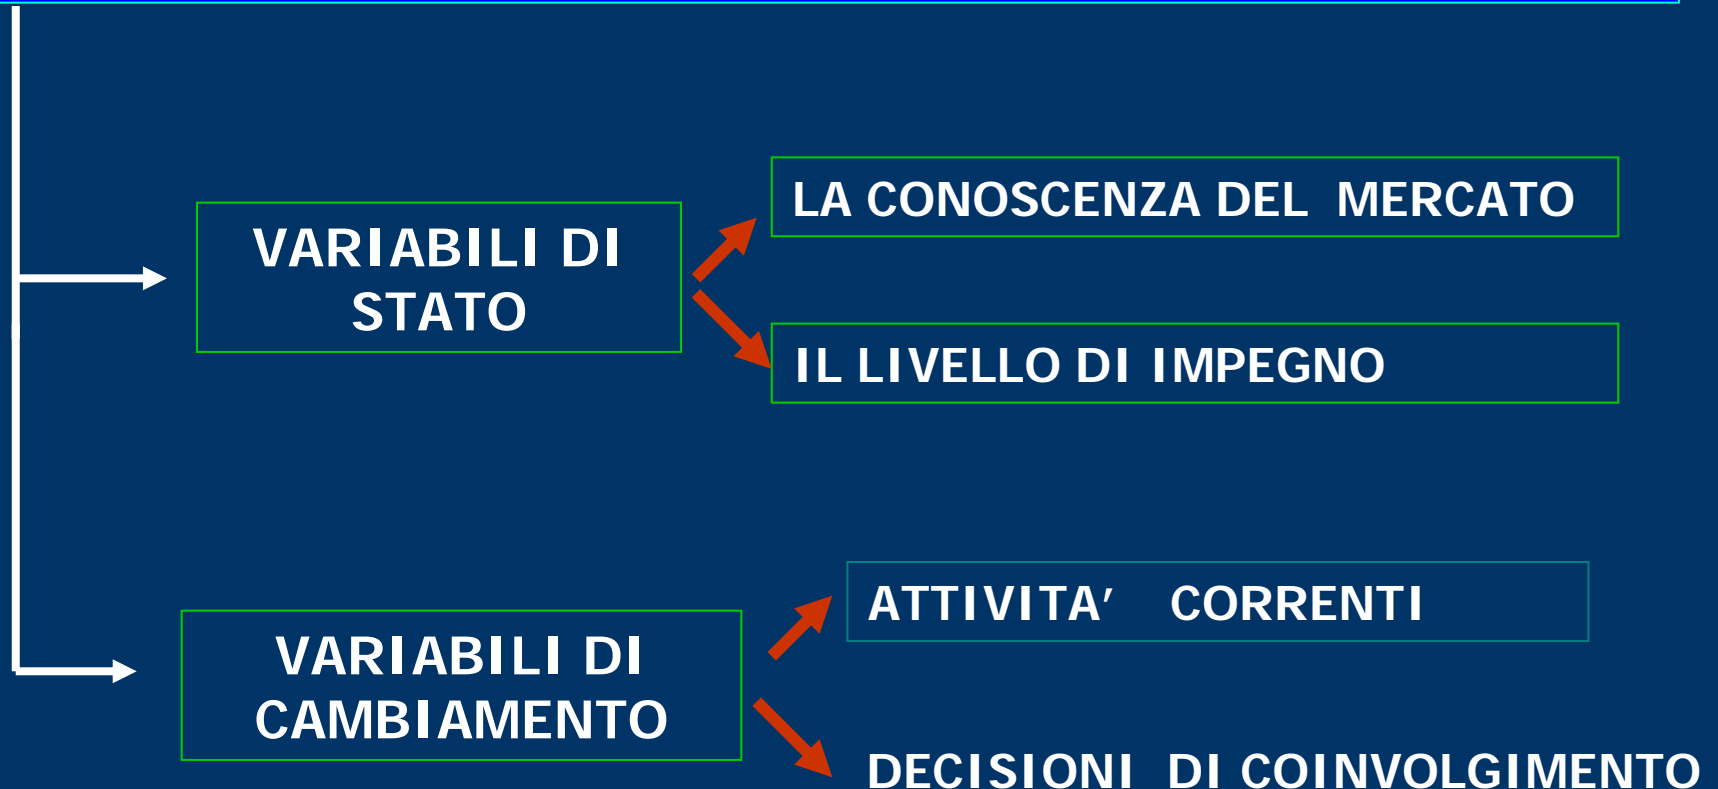 LA CONOSCENZA DEL MERCATO
VARIABILI DI
STATO
IL LIVELLO DI IMPEGNO
ATTIVITA’ CORRENTI
VARIABILI DI
CAMBIAMENTO
DECISIONI DI COINVOLGIMENTO